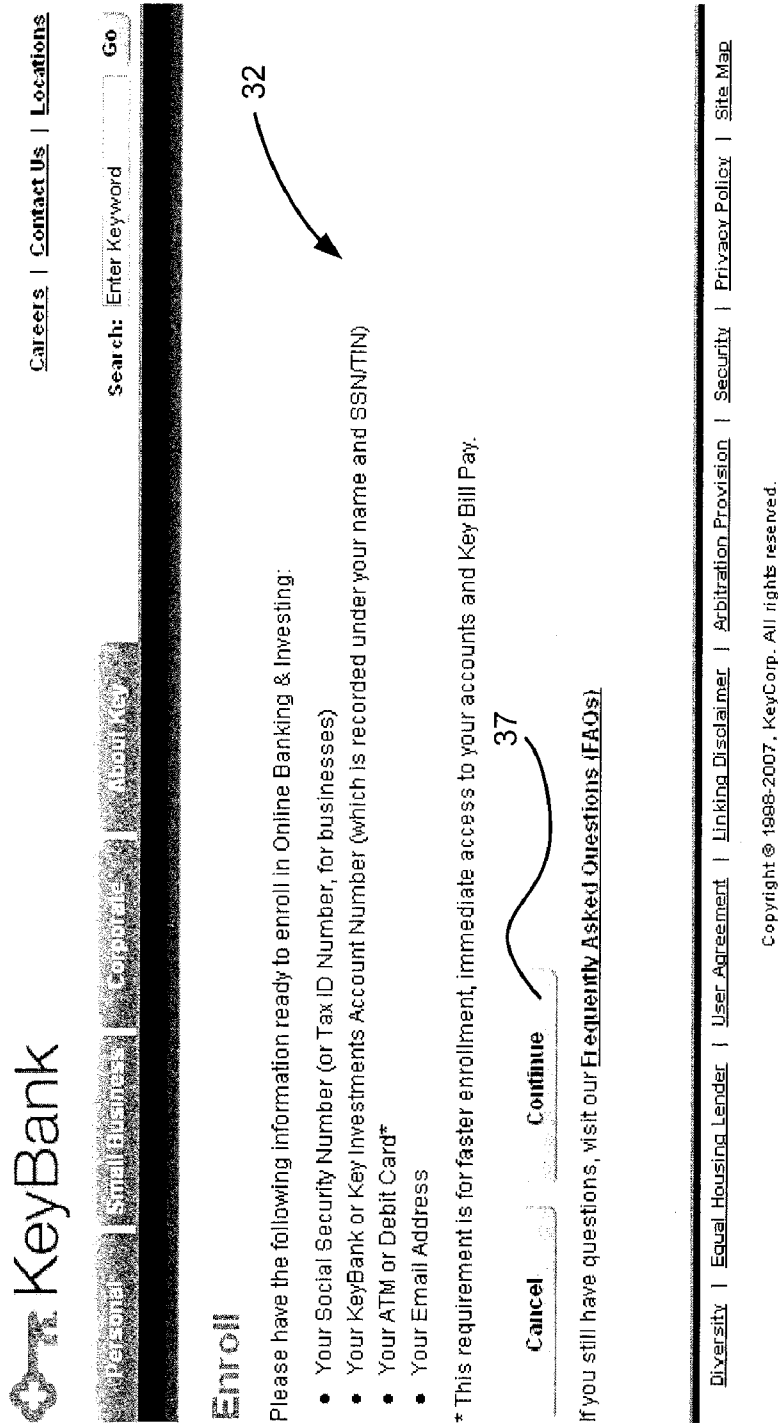 Careers | Contact Us | Locations
KeyBank
Search: Enter Keyword Go
Personal | Small Business | Corporate | About Key
32
Enroll
Please have the following information ready to enroll in Online Banking & Investing:
• Your Social Security Number (or Tax ID Number, for businesses)
• Your KeyBank or Key Investments Account Number (which is recorded under your name and SSN/TIN)
• Your ATM or Debit Card*
• Your Email Address
* This requirement is for faster enrollment, immediate access to your accounts and Key Bill Pay.
37
Cancel Continue
If you still have questions, visit our Frequently Asked Questions (FAQs)
Diversity | Equal Housing Lender | User Agreement | Linking Disclaimer | Arbitration Provision | Security | Privacy Policy | Site Map
Copyright © 1998-2007, KeyCorp. All rights reserved.